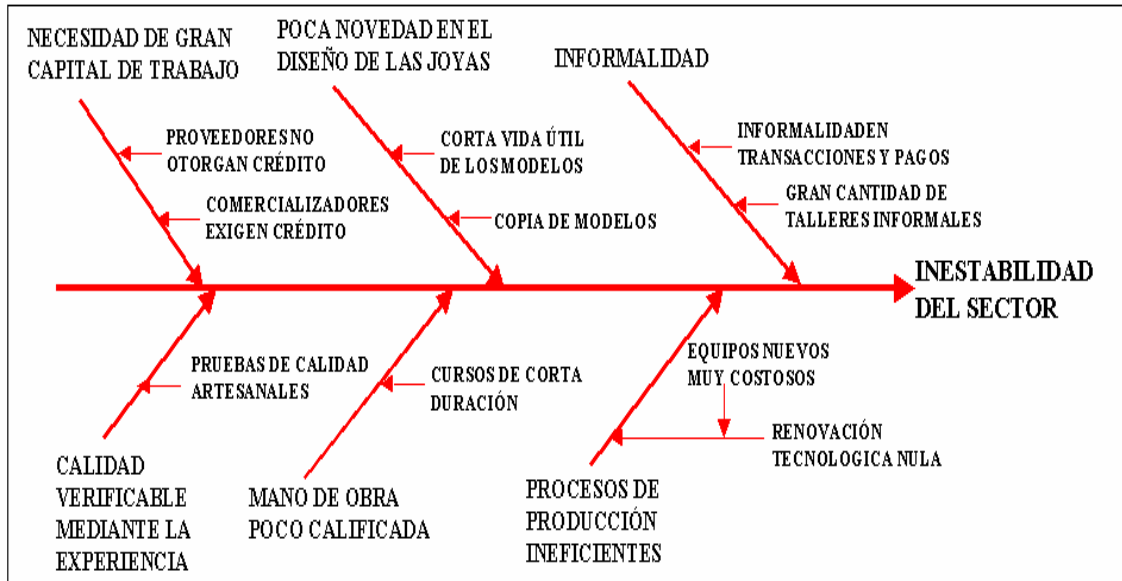 NECESIDAD DE GRAN
CAPITAL DE TRABAJO
POCA NOVEDAD EN EL
DISEÑO DE LAS JOYAS
INFORMALIDAD
PROVEEDORES NO
OTORGAN CRÉDITO
COMERCIALIZADORES
EXIGEN CRÉDITO
CORTA VIDA ÚTIL
DE LOS MODELOS
COPIA DE MODELOS
INFORMALIDAD EN
TRANSACCIONES Y PAGOS
GRAN CANTIDAD DE
TALLERES INFORMALES
INESTABILIDAD
DEL SECTOR
PRUEBAS DE CALIDAD
ARTESANALES
CURSOS DE CORTA
DURACIÓN
EQUIPOS NUEVOS
MUY COSTOSOS
RENOVACIÓN
TECNOLOGICA NULA
CALIDAD
VERIFICABLE
MEDIANTE LA
EXPERIENCIA
MANO DE OBRA
POCO CALIFICADA
PROCESOS DE
PRODUCCIÓN
INEFICIENTES